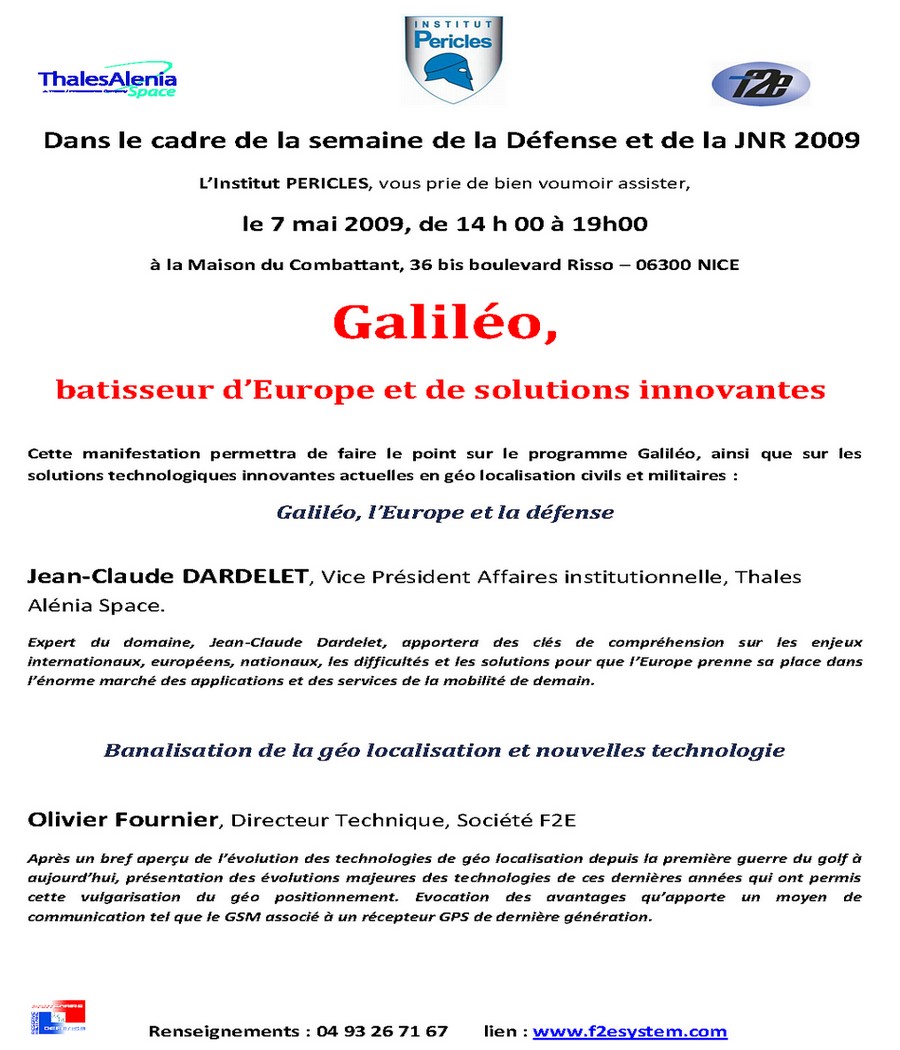 INSTITUT
Pericles
ThalesAlenia
Space
f2e
Dans le cadre de la semaine de la Défense et de la JNR 2009
L'Institut PERICLES, vous prie de bien voumoir assister,
le 7 mai 2009, de 14 h 00 à 19h00
à la Maison du Combattant, 36 bis boulevard Risso – 06300 NICE
Galiléo,
batisseur d'Europe et de solutions innovantes
Cette manifestation permettra de faire le point sur le programme Galiléo, ainsi que sur les
solutions technologiques innovantes actuelles en géo localisation civils et militaires :
Galiléo, l'Europe et la défense
Jean-Claude DARDELET, Vice Président Affaires institutionnelle, Thales
Alénia Space.
Expert du domaine, Jean-Claude Dardelet, apportera des clés de compréhension sur les enjeux
internationaux, européens, nationaux, les difficultés et les solutions pour que l'Europe prenne sa place dans
l'énorme marché des applications et des services de la mobilité de demain.
Banalisation de la géo localisation et nouvelles technologie
Olivier Fournier, Directeur Technique, Société F2E
Après un bref aperçu de l'évolution des technologies de géo localisation depuis la première guerre du golf à
aujourd'hui, présentation des évolutions majeures des technologies de ces dernières années qui ont permis
cette vulgarisation du géo positionnement. Evocation des avantages qu'apporte un moyen de
communication tel que le GSM associé à un récepteur GPS de dernière génération.
Renseignements : 04 93 26 71 67 lien : www.f2esystem.com